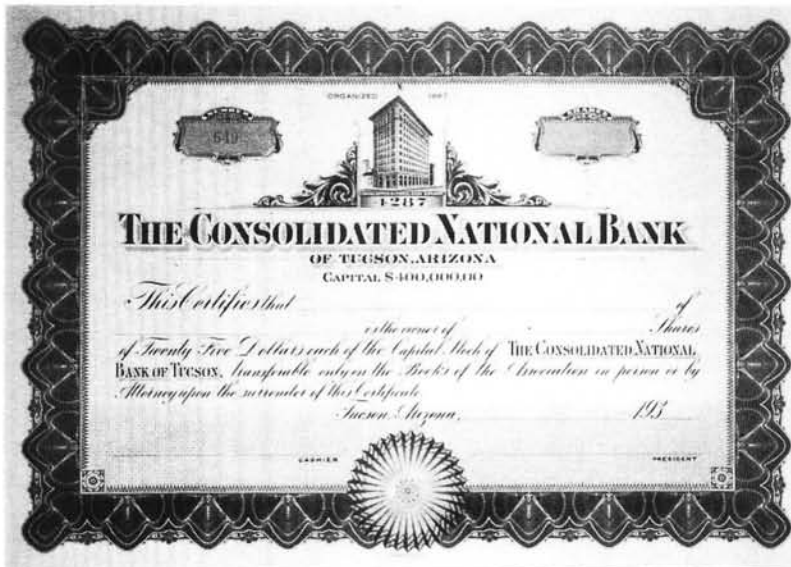 ORGANIZED 1887
NUMBER
649
SHARES
4287
THE CONSOLIDATED NATIONAL BANK
OF TUCSON, ARIZONA
CAPITAL $400,000.00
This Certifies that of
is the owner of Shares
of Twenty Five Dollars each of the Capital Stock of THE CONSOLIDATED NATIONAL
BANK OF TUCSON, transferable only on the Books of the Association in person or by
Attorney upon the surrender of this Certificate
Tucson, Arizona, 193
CASHIER PRESIDENT